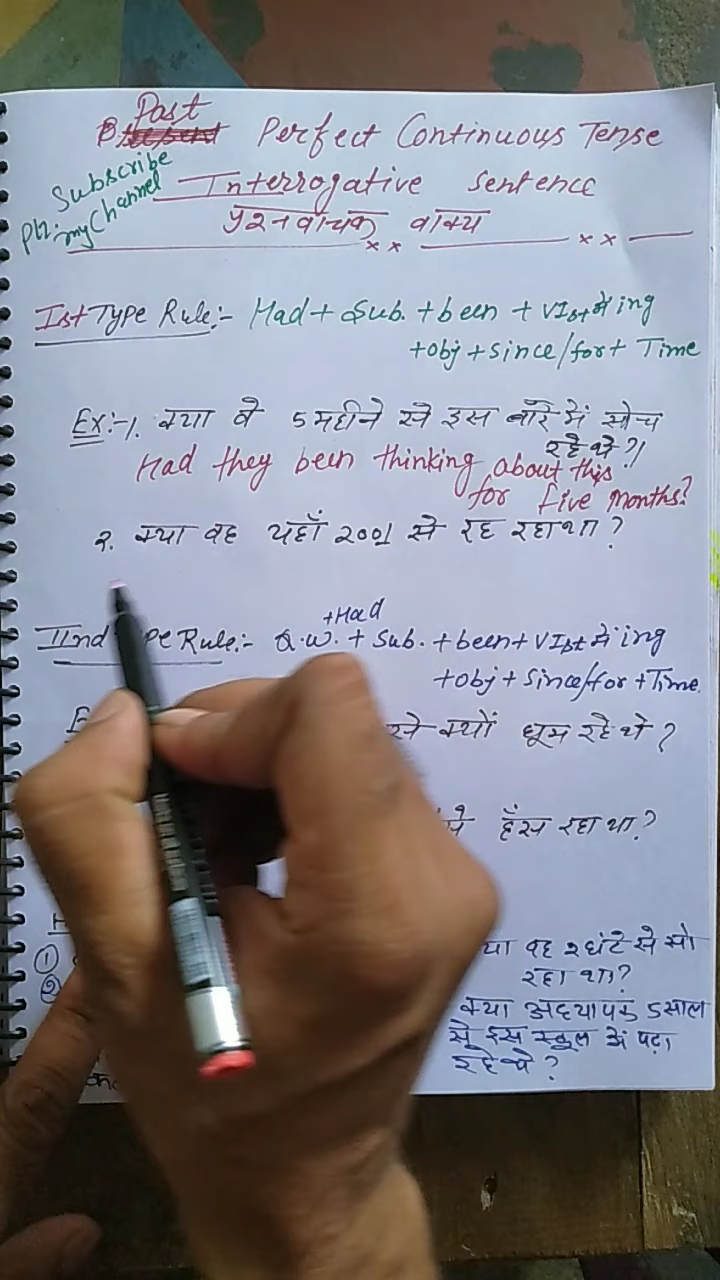 Past Perfect Continuous Tense
Subscribe
Plz: my Channel
Interrogative sentence
प्रश्नवाचक वाक्य
Ist Type Rule:- Had + Sub. + been + VIst में ing
+ obj + since/for + Time
Ex:-1. क्या वे 5 महीने से इस बारे में सोच
रहे थे?
Had they been thinking about this
for five months?
2. क्या वह यहाँ 2001 से रह रहा था?
+Had
IInd Type Rule:- Q.W. + Sub. + been + VIst में ing
+ obj + Since/for + Time.
से क्यों घूम रहे थे?
से हँस रहा था?
क्या वह 2 घंटे से सो
रहा था?
क्या अध्यापक 5 साल
से इस स्कूल में पढ़ा
रहे थे?